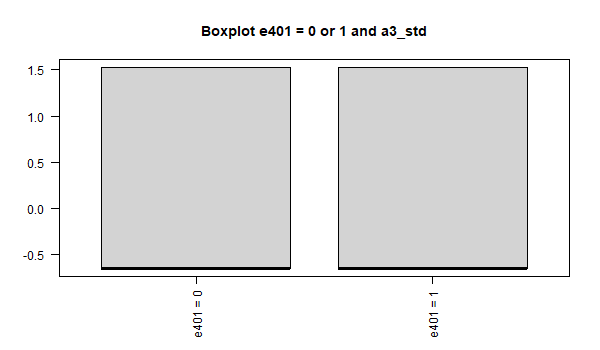 Boxplot e401 = 0 or 1 and a3_std
1.5
1.0
0.5
0.0
-0.5
e401 = 0
e401 = 1